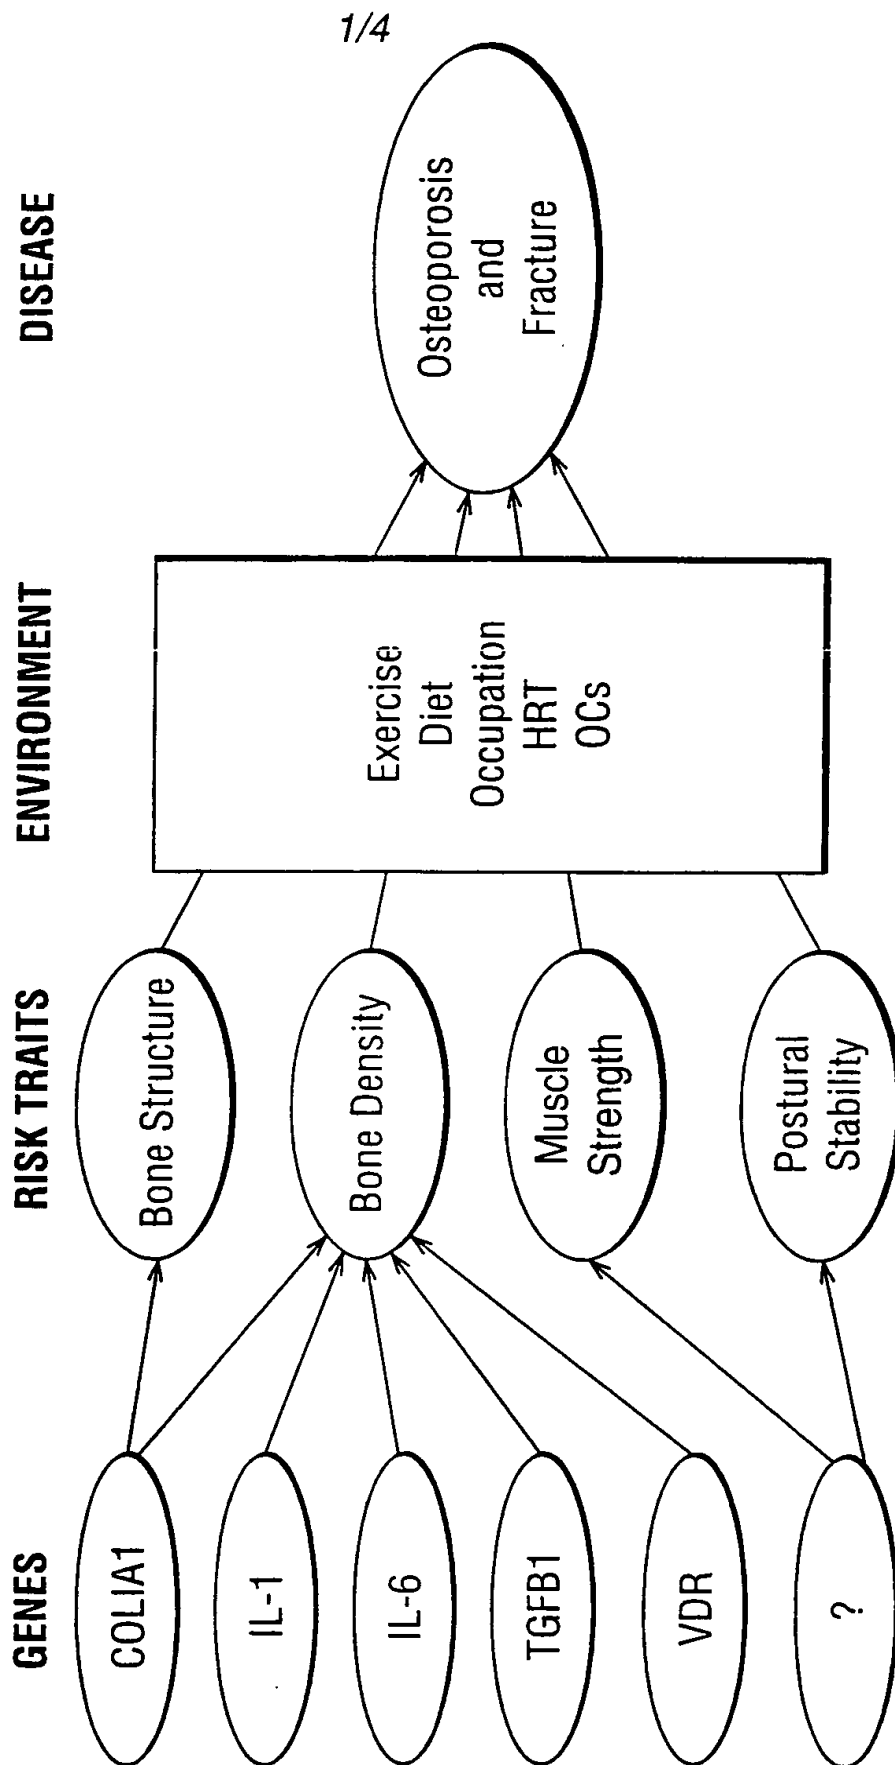 1/4
GENES
COLIA1
IL-1
IL-6
TGFB1
VDR
?
RISK TRAITS
Bone Structure
Bone Density
Muscle
Strength
Postural
Stability
ENVIRONMENT
Exercise
Diet
Occupation
HRT
OCs
DISEASE
Osteoporosis
and
Fracture